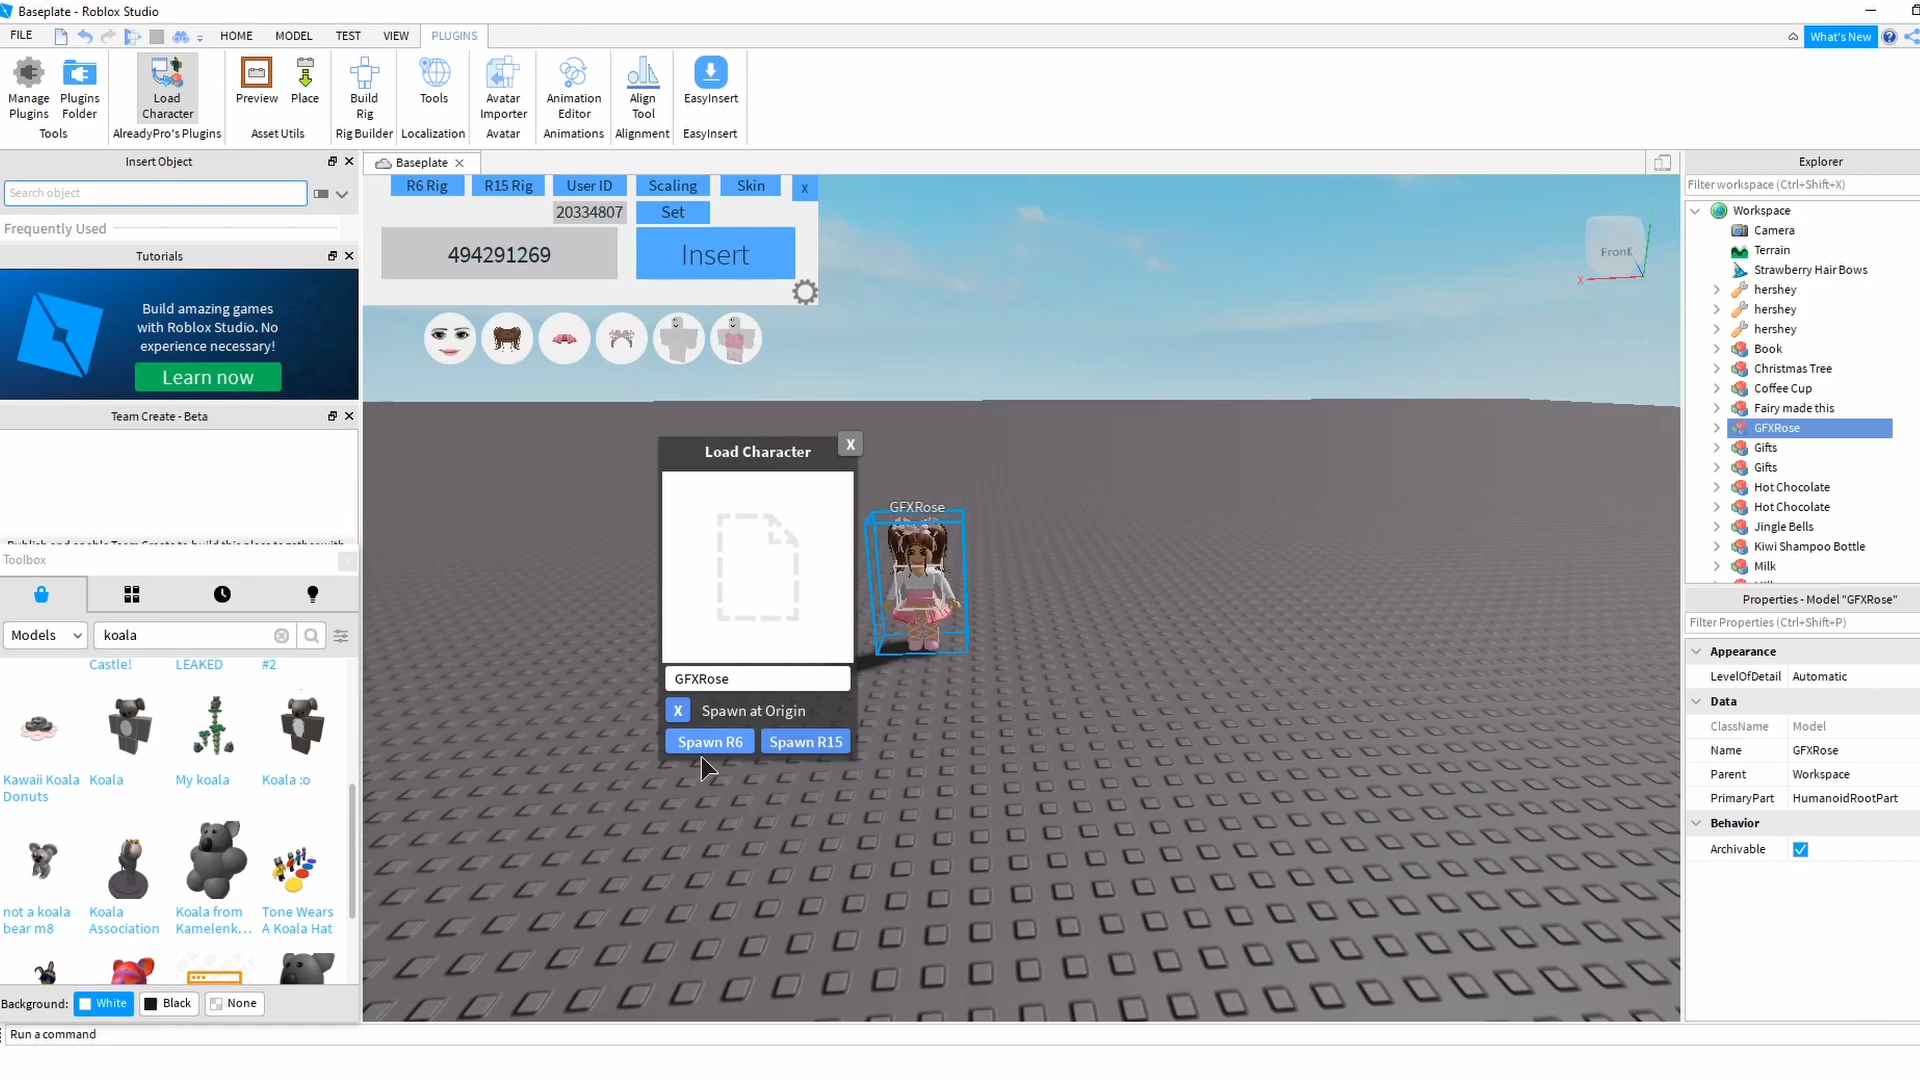 Baseplate - Roblox Studio
FILE
HOME
MODEL
TEST
VIEW
PLUGINS
What's New
Manage
Plugins
Plugins
Folder
Tools
Load
Character
AlreadyPro's Plugins
Preview
Place
Asset Utils
Build
Rig
Rig Builder
Tools
Localization
Avatar
Importer
Avatar
Animation
Editor
Animations
Align
Tool
Alignment
EasyInsert
EasyInsert
Insert Object
Search object
Frequently Used
Tutorials
Build amazing games
with Roblox Studio. No
experience necessary!
Learn now
Team Create - Beta
Toolbox
Models
koala
Castle!
LEAKED
#2
Kawaii Koala
Donuts
Koala
My koala
Koala :o
not a koala
bear m8
Koala
Association
Koala from
Kamelenk...
Tone Wears
A Koala Hat
Background:
White
Black
None
Run a command
Baseplate
R6 Rig
R15 Rig
User ID
Scaling
Skin
x
20334807
Set
494291269
Insert
Front
X
Load Character
X
GFXRose
X
Spawn at Origin
Spawn R6
Spawn R15
GFXRose
Explorer
Filter workspace (Ctrl+Shift+X)
Workspace
Camera
Terrain
Strawberry Hair Bows
hershey
hershey
hershey
Book
Christmas Tree
Coffee Cup
Fairy made this
GFXRose
Gifts
Gifts
Hot Chocolate
Hot Chocolate
Jingle Bells
Kiwi Shampoo Bottle
Milk
Properties - Model "GFXRose"
Filter Properties (Ctrl+Shift+P)
Appearance
LevelOfDetail Automatic
Data
ClassName Model
Name GFXRose
Parent Workspace
PrimaryPart HumanoidRootPart
Behavior
Archivable